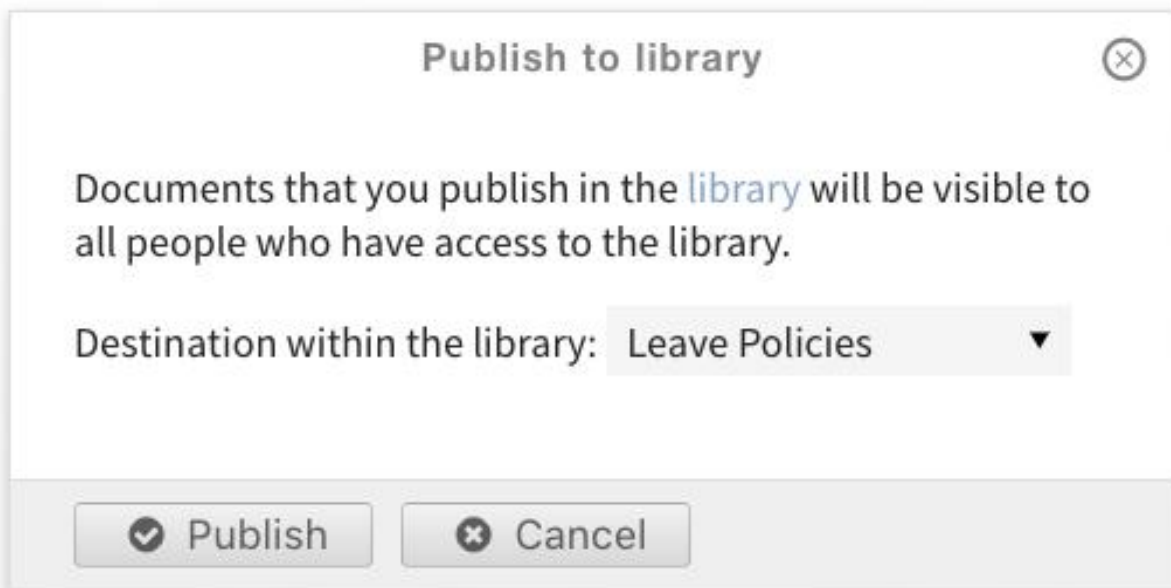 Publish to library
Documents that you publish in the library will be visible to
all people who have access to the library.
Destination within the library: Leave Policies
Publish Cancel